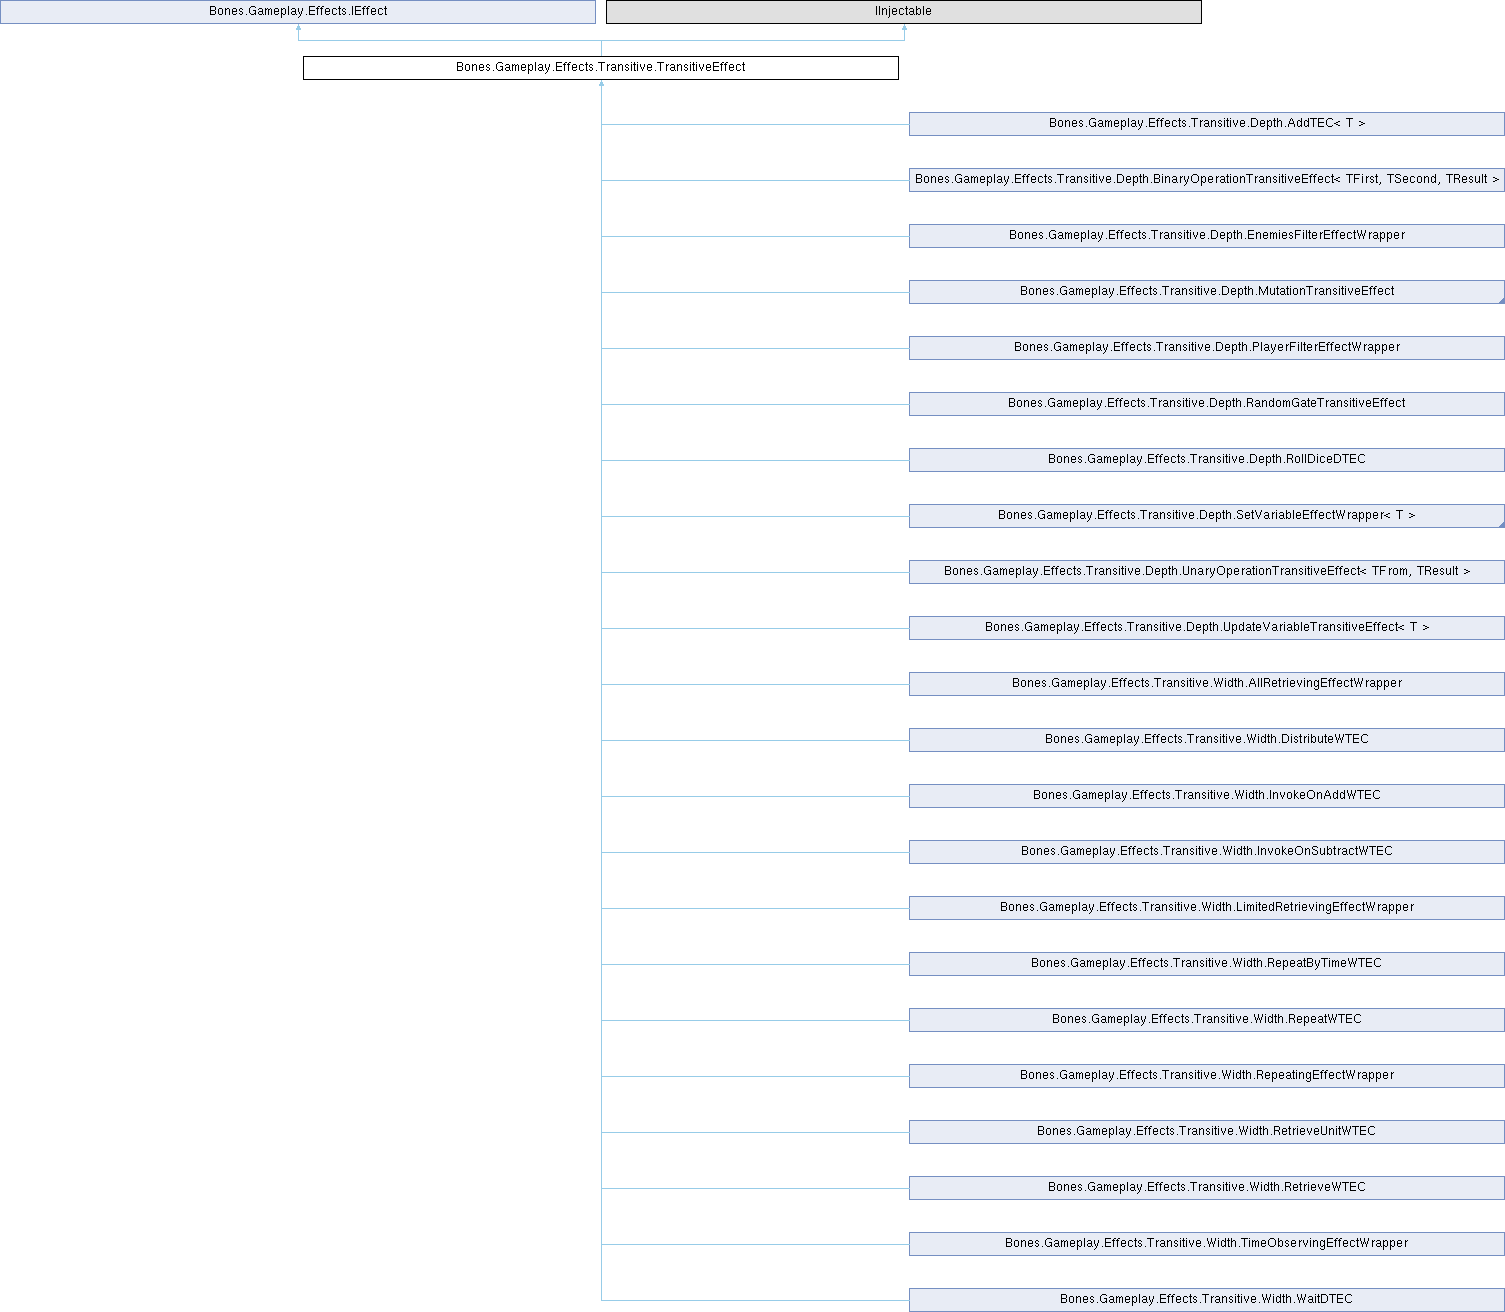 Bones.Gameplay.Effects.IEffect
IInjectable
Bones.Gameplay.Effects.Transitive.TransitiveEffect
Bones.Gameplay.Effects.Transitive.Depth.AddTEC< T >
Bones.Gameplay.Effects.Transitive.Depth.BinaryOperationTransitiveEffect< TFirst, TSecond, TResult >
Bones.Gameplay.Effects.Transitive.Depth.EnemiesFilterEffectWrapper
Bones.Gameplay.Effects.Transitive.Depth.MutationTransitiveEffect
Bones.Gameplay.Effects.Transitive.Depth.PlayerFilterEffectWrapper
Bones.Gameplay.Effects.Transitive.Depth.RandomGateTransitiveEffect
Bones.Gameplay.Effects.Transitive.Depth.RollDiceDTEC
Bones.Gameplay.Effects.Transitive.Depth.SetVariableEffectWrapper< T >
Bones.Gameplay.Effects.Transitive.Depth.UnaryOperationTransitiveEffect< TFrom, TResult >
Bones.Gameplay.Effects.Transitive.Depth.UpdateVariableTransitiveEffect< T >
Bones.Gameplay.Effects.Transitive.Width.AllRetrievingEffectWrapper
Bones.Gameplay.Effects.Transitive.Width.DistributeWTEC
Bones.Gameplay.Effects.Transitive.Width.InvokeOnAddWTEC
Bones.Gameplay.Effects.Transitive.Width.InvokeOnSubtractWTEC
Bones.Gameplay.Effects.Transitive.Width.LimitedRetrievingEffectWrapper
Bones.Gameplay.Effects.Transitive.Width.RepeatByTimeWTEC
Bones.Gameplay.Effects.Transitive.Width.RepeatWTEC
Bones.Gameplay.Effects.Transitive.Width.RepeatingEffectWrapper
Bones.Gameplay.Effects.Transitive.Width.RetrieveUnitWTEC
Bones.Gameplay.Effects.Transitive.Width.RetrieveWTEC
Bones.Gameplay.Effects.Transitive.Width.TimeObservingEffectWrapper
Bones.Gameplay.Effects.Transitive.Width.WaitDTEC